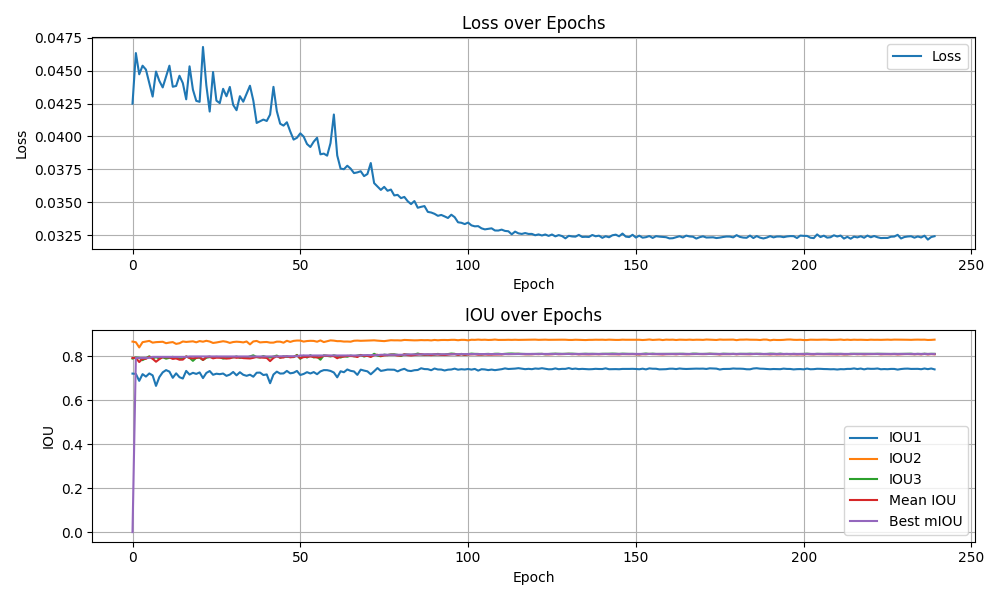 Loss over Epochs
0.0475
0.0450
0.0425
0.0400
0.0375
0.0350
0.0325
Loss
Loss
0 50 100 150 200 250
Epoch
IOU over Epochs
0.8
0.6
0.4
0.2
0.0
IOU
IOU1
IOU2
IOU3
Mean IOU
Best mIOU
0 50 100 150 200 250
Epoch